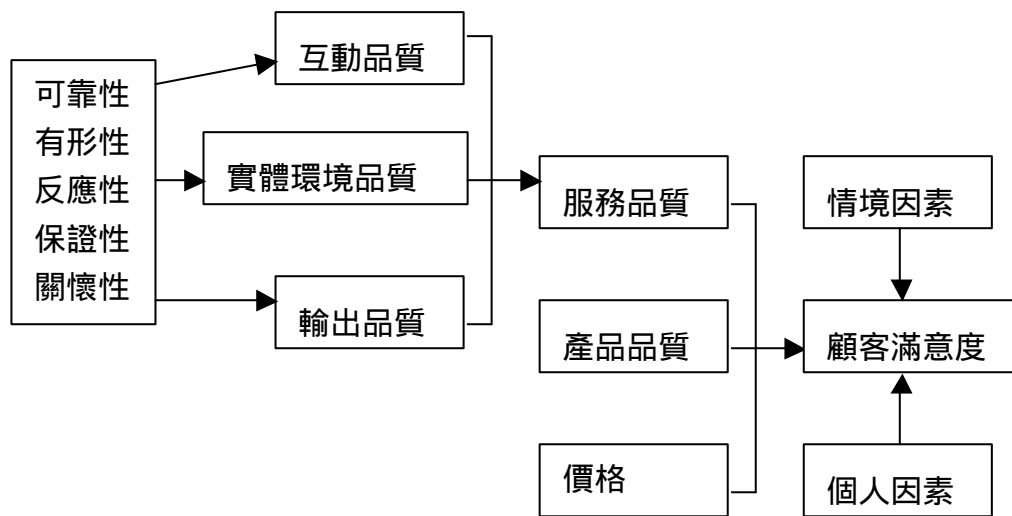 可靠性
有形性
反應性
保證性
關懷性
互動品質
實體環境品質
輸出品質
服務品質
產品品質
價格
情境因素
顧客滿意度
個人因素